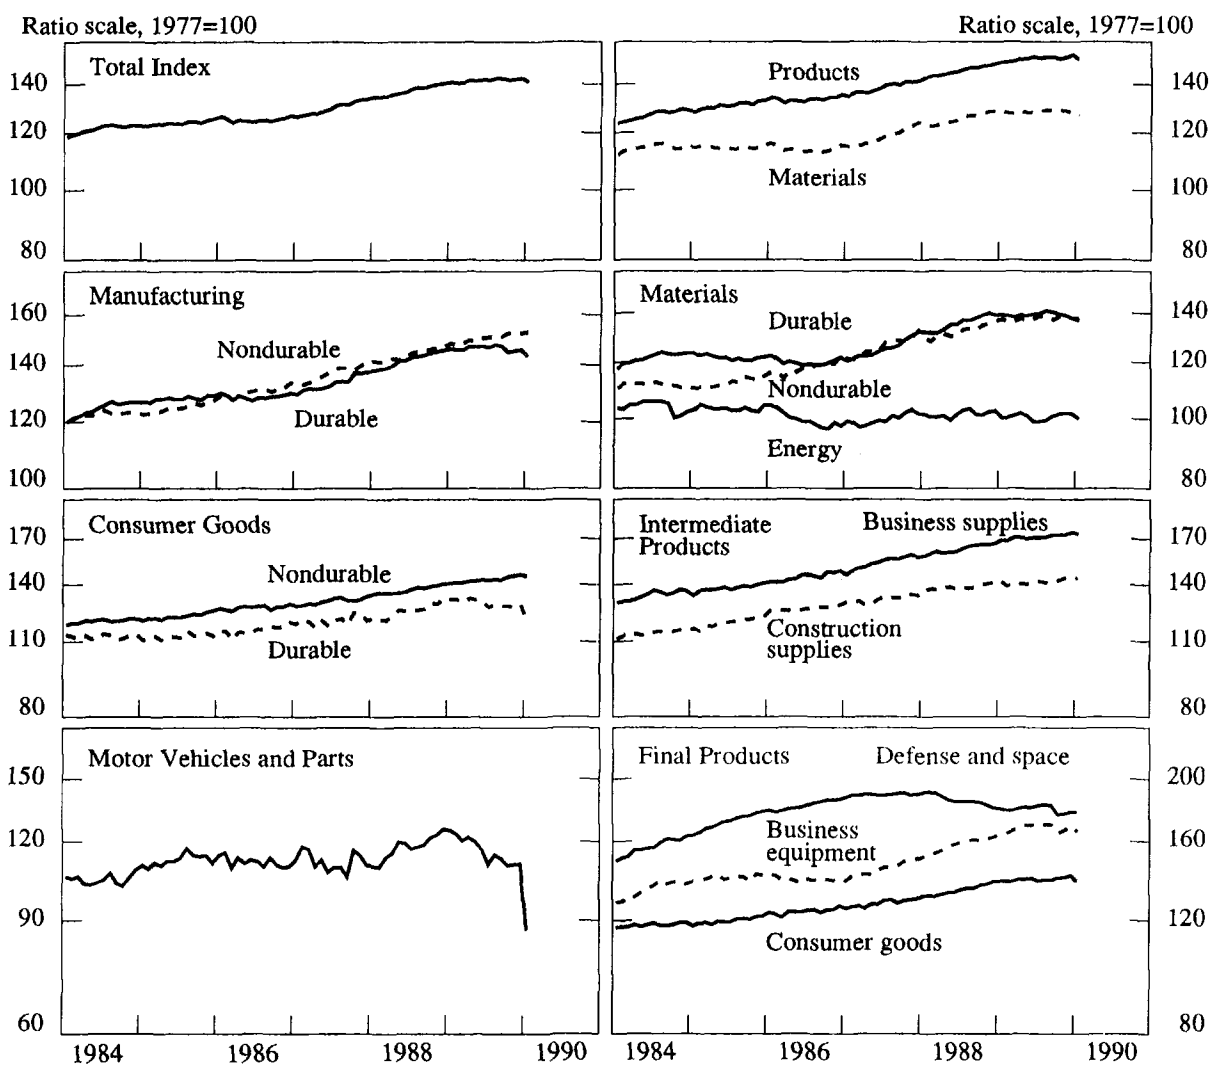 Ratio scale, 1977=100
Ratio scale, 1977=100
Total Index
140
120
100
80
Products
Materials
140
120
100
80
Manufacturing
Nondurable
Durable
160
140
120
100
Materials
Durable
Nondurable
Energy
140
120
100
80
Consumer Goods
Nondurable
Durable
170
140
110
80
Intermediate
Products
Business supplies
Construction
supplies
170
140
110
80
Motor Vehicles and Parts
150
120
90
60
Final Products
Defense and space
Business
equipment
Consumer goods
200
160
120
80
1984
1986
1988
1990
1984
1986
1988
1990